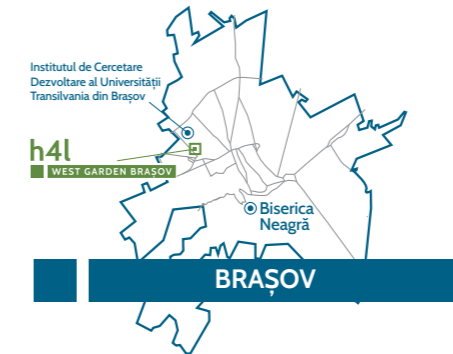 Institutul de Cercetare
Dezvoltare al Universității
Transilvania din Brașov
h4l
WEST GARDEN BRAȘOV
Biserica
Neagră
BRAȘOV